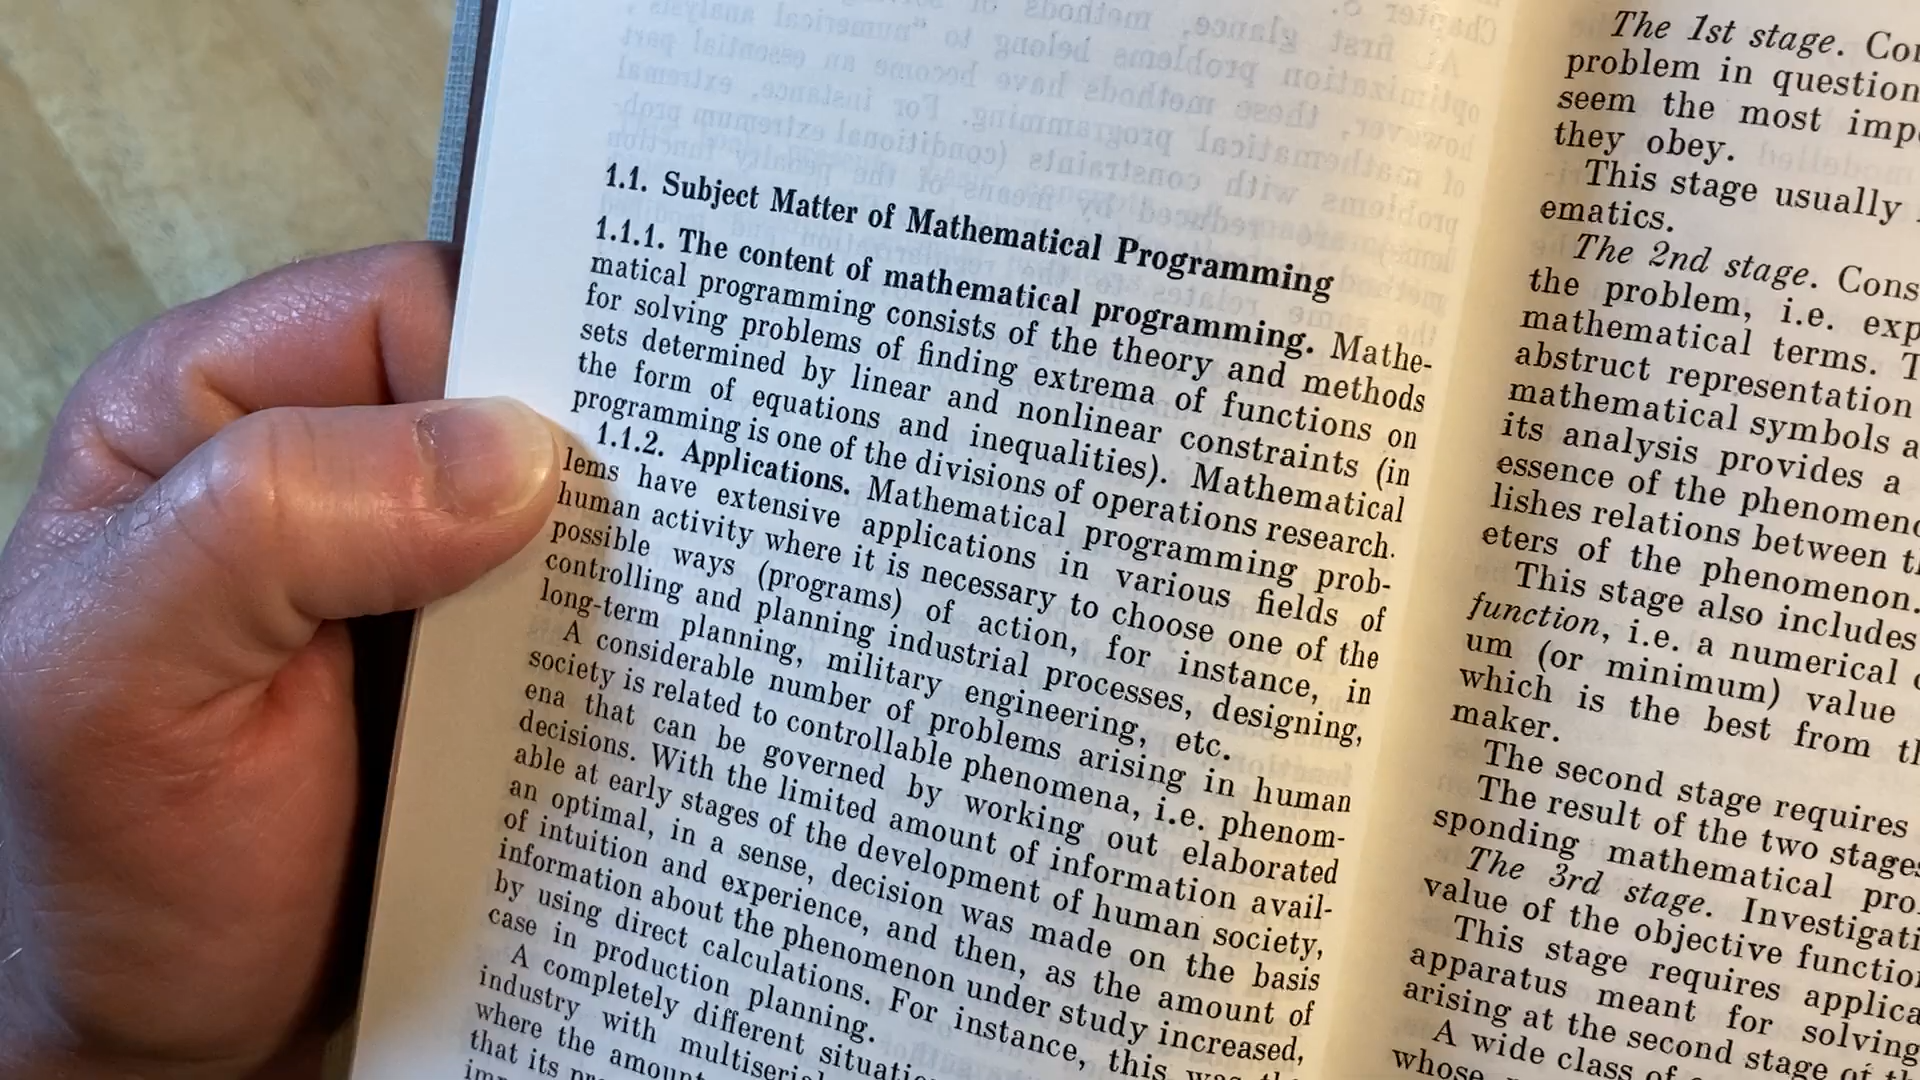 1.1. Subject Matter of Mathematical Programming
1.1.1. The content of mathematical programming. Mathe-
matical programming consists of the theory and methods
for solving problems of finding extrema of functions on
sets determined by linear and nonlinear constraints (in
the form of equations and inequalities). Mathematical
programming is one of the divisions of operations research.
1.1.2. Applications. Mathematical programming prob-
lems have extensive applications in various fields of
human activity where it is necessary to choose one of the
possible ways (programs) of action, for instance, in
controlling and planning industrial processes, designing,
long-term planning, military engineering, etc.
A considerable number of problems arising in human
society is related to controllable phenomena, i.e. phenom-
ena that can be governed by working out elaborated
decisions. With the limited amount of information avail-
able at early stages of the development of human society,
an optimal, in a sense, decision was made on the basis
of intuition and experience, and then, as the amount of
information about the phenomenon under study increased,
by using direct calculations. For instance, this was
case in production planning.
A completely different
industry with
where the
that its
The 1st stage.
problem in question
seem the most
they obey.
This stage usually
ematics.
The 2nd stage.
the problem, i.e.
mathematical terms.
abstract representation
mathematical symbols
its analysis provides a
essence of the
lishes relations between
eters of the phenomenon.
This stage also includes
function, i.e. a numerical
um (or minimum) value
which is the best from
maker.
The second stage requires
The result of the two stages
sponding mathematical
The 3rd stage.
value of the objective
This stage requires
apparatus meant for solving
arising at the second stage of
A wide class of
whose